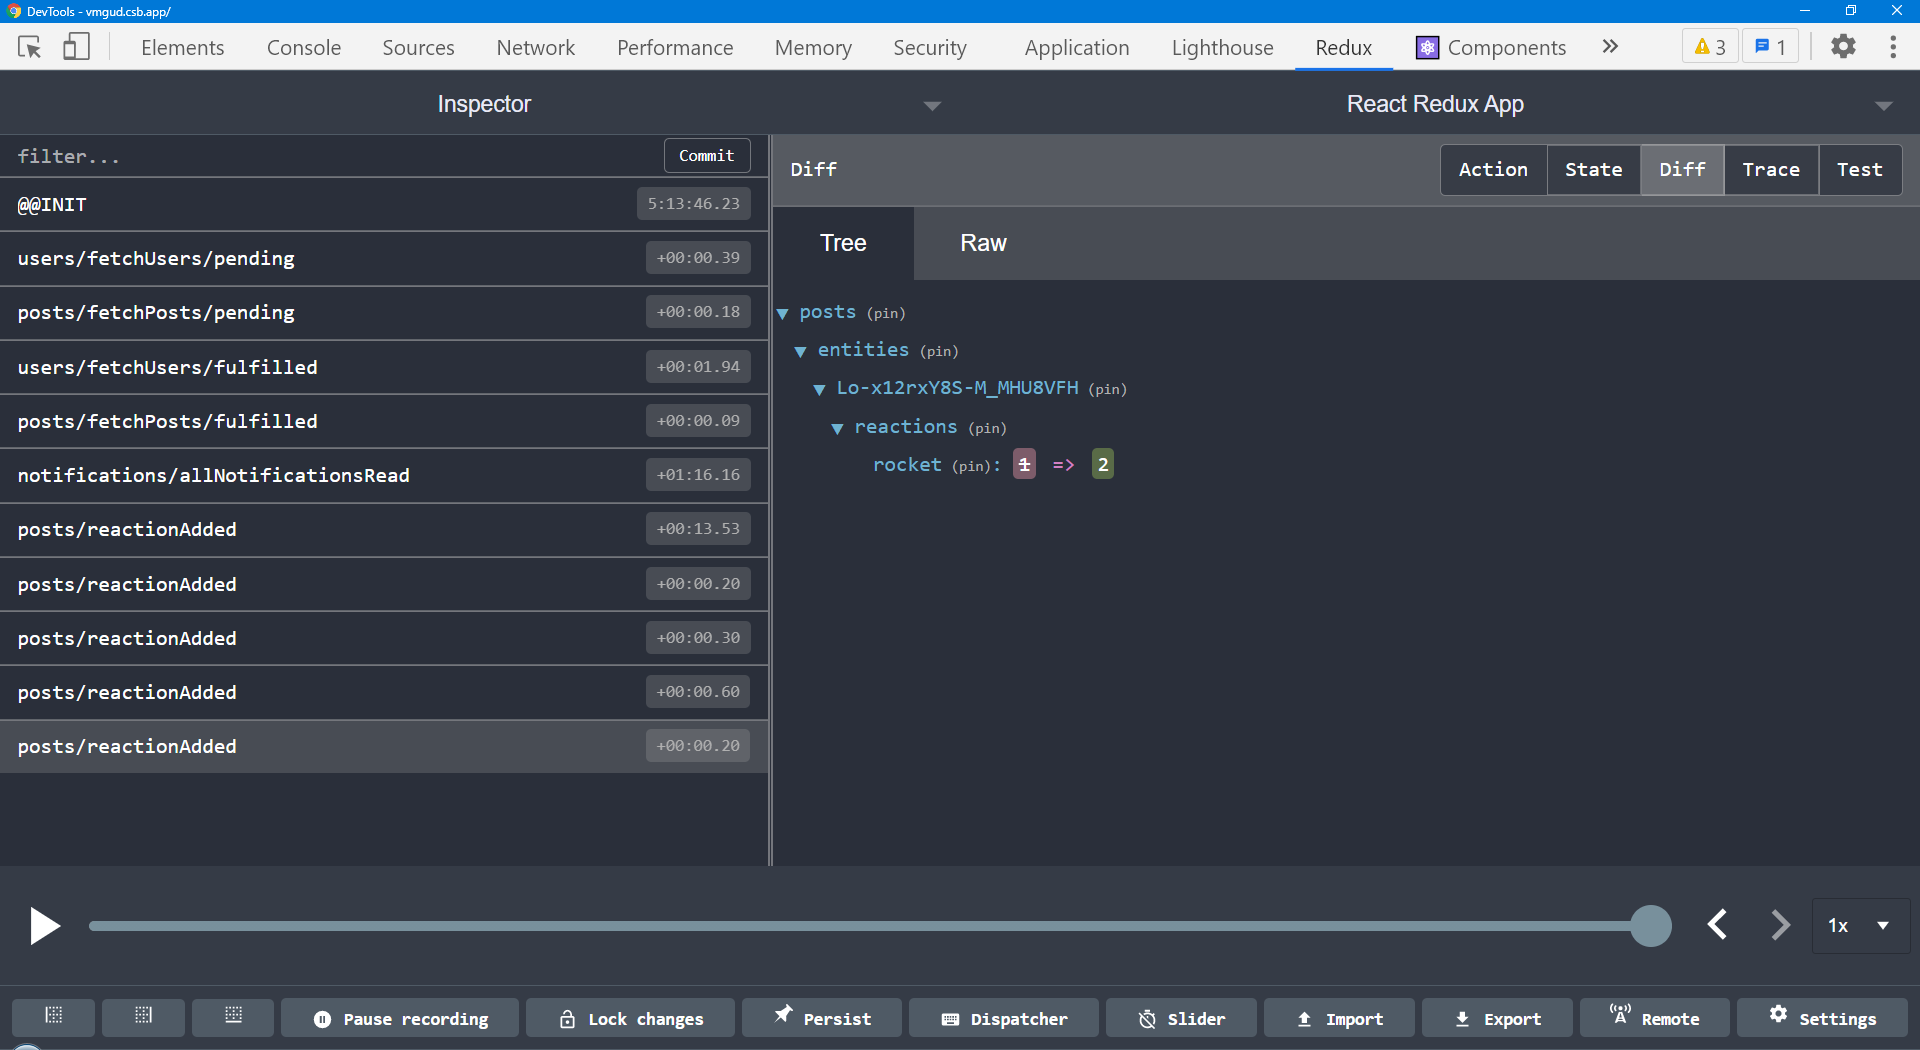 DevTools - vmgud.csb.app/
Elements Console Sources Network Performance Memory Security Application Lighthouse Redux Components 3 1
Inspector React Redux App
filter... Commit
@@INIT 5:13:46.23
users/fetchUsers/pending +00:00.39
posts/fetchPosts/pending +00:00.18
users/fetchUsers/fulfilled +00:01.94
posts/fetchPosts/fulfilled +00:00.09
notifications/allNotificationsRead +01:16.16
posts/reactionAdded +00:13.53
posts/reactionAdded +00:00.20
posts/reactionAdded +00:00.30
posts/reactionAdded +00:00.60
posts/reactionAdded +00:00.20
Diff Action State Diff Trace Test
Tree Raw
posts (pin)
entities (pin)
Lo-x12rxY8S-M_MHU8VFH (pin)
reactions (pin)
rocket (pin): 1 => 2
1x
Pause recording Lock changes Persist Dispatcher Slider Import Export Remote Settings